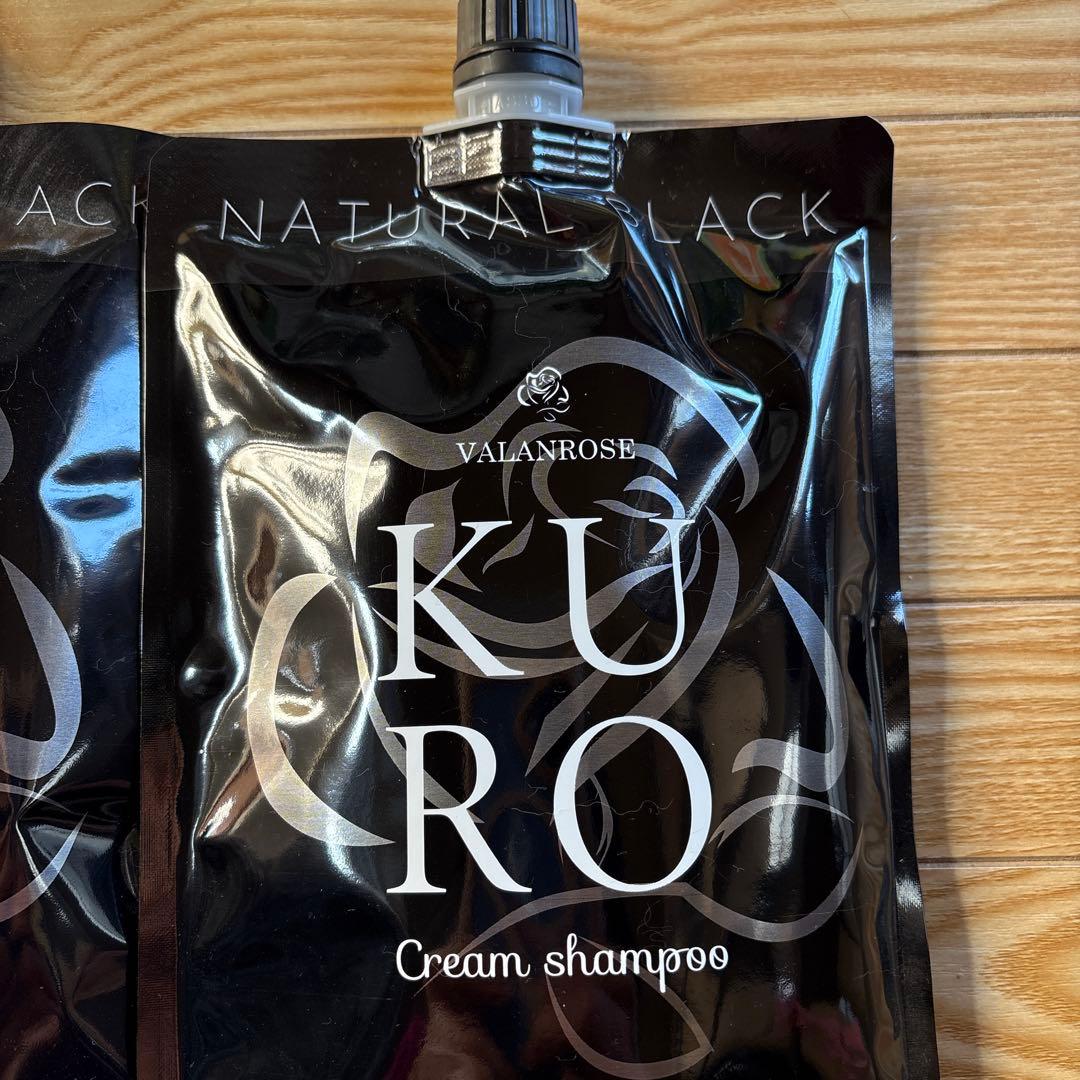 ACK
NATURAL BLACK
VALANROSE
KU
RO
Cream shampoo